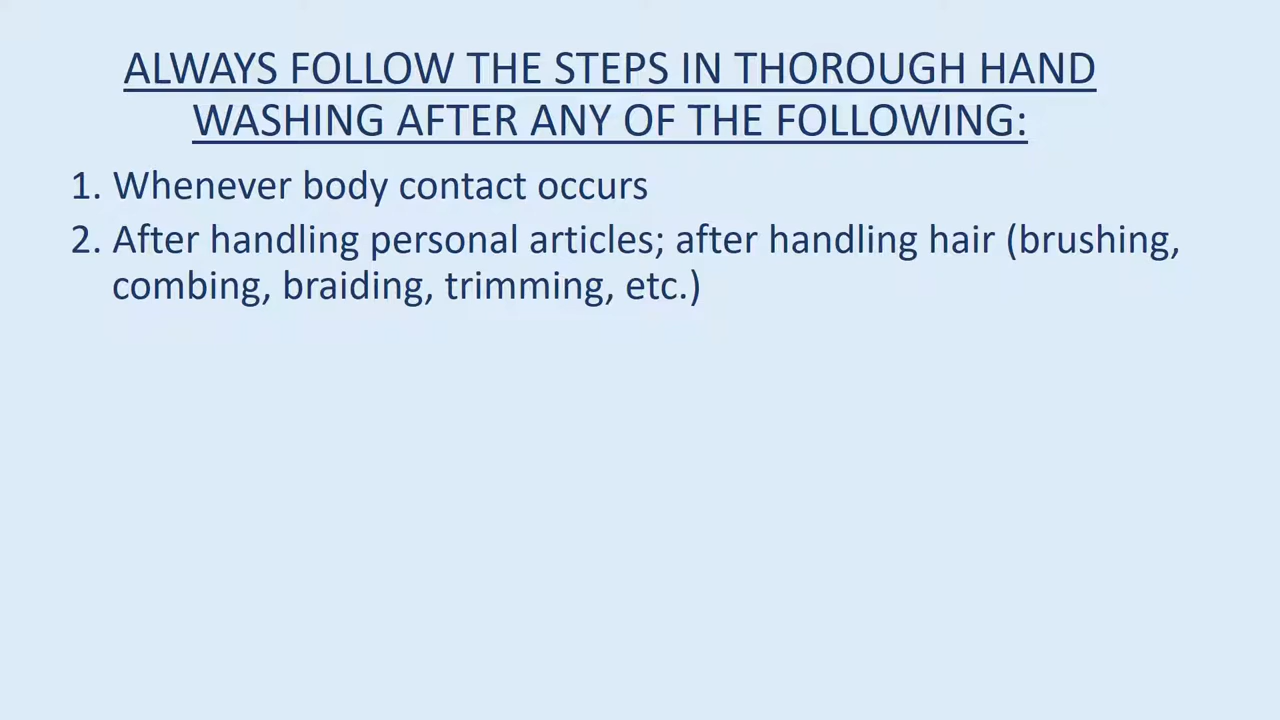 ALWAYS FOLLOW THE STEPS IN THOROUGH HAND
WASHING AFTER ANY OF THE FOLLOWING:
1. Whenever body contact occurs
2. After handling personal articles; after handling hair (brushing,
combing, braiding, trimming, etc.)